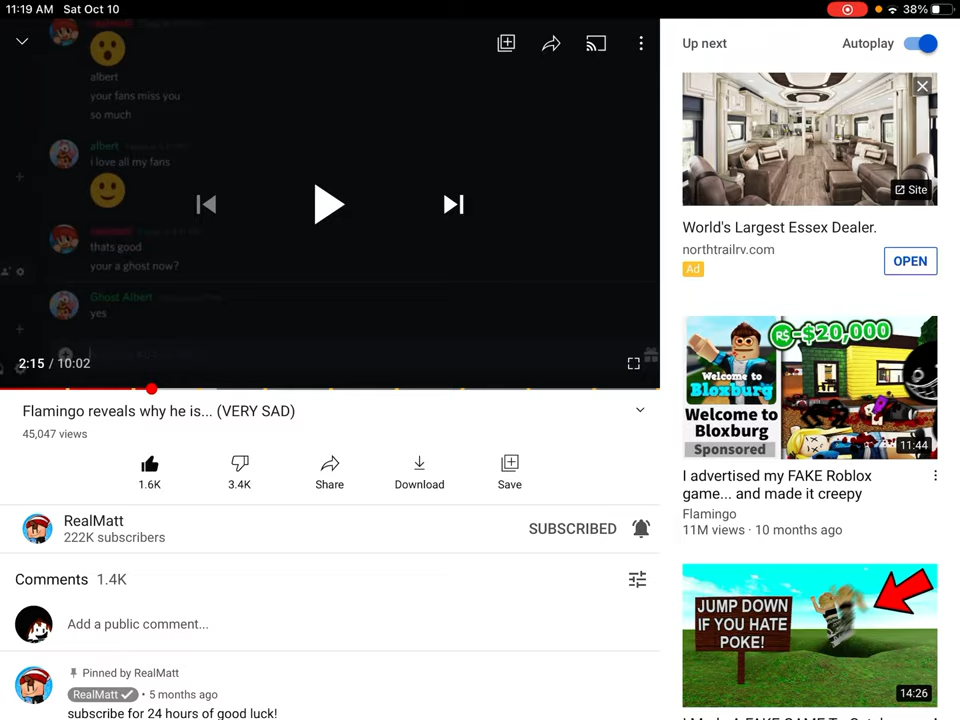 11:19 AM Sat Oct 10
38%
albert
your fans miss you
so much
albert
i love all my fans
thats good
your a ghost now?
Ghost Albert
yes
2:15 / 10:02
Flamingo reveals why he is... (VERY SAD)
45,047 views
1.6K
3.4K
Share
Download
Save
RealMatt
222K subscribers
SUBSCRIBED
Comments 1.4K
Add a public comment...
Pinned by RealMatt
RealMatt • 5 months ago
subscribe for 24 hours of good luck!
Up next
Autoplay
Site
World's Largest Essex Dealer.
northtrailrv.com
Ad
OPEN
R$-$20,000
Welcome to
Bloxburg
Welcome to
Bloxburg
Sponsored
11:44
I advertised my FAKE Roblox
game... and made it creepy
Flamingo
11M views · 10 months ago
JUMP DOWN
IF YOU HATE
POKE!
14:26